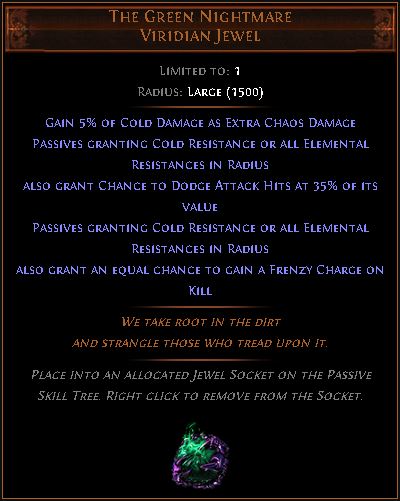 The Green Nightmare
Viridian Jewel
Limited to: 1
Radius: Large (1500)
Gain 5% of Cold Damage as Extra Chaos Damage
Passives granting Cold Resistance or all Elemental
Resistances in Radius
also grant Chance to Dodge Attack Hits at 35% of its
value
Passives granting Cold Resistance or all Elemental
Resistances in Radius
also grant an equal chance to gain a Frenzy Charge on
Kill
We take root in the dirt
and strangle those who tread upon it.
Place into an allocated Jewel Socket on the Passive
Skill Tree. Right click to remove from the Socket.